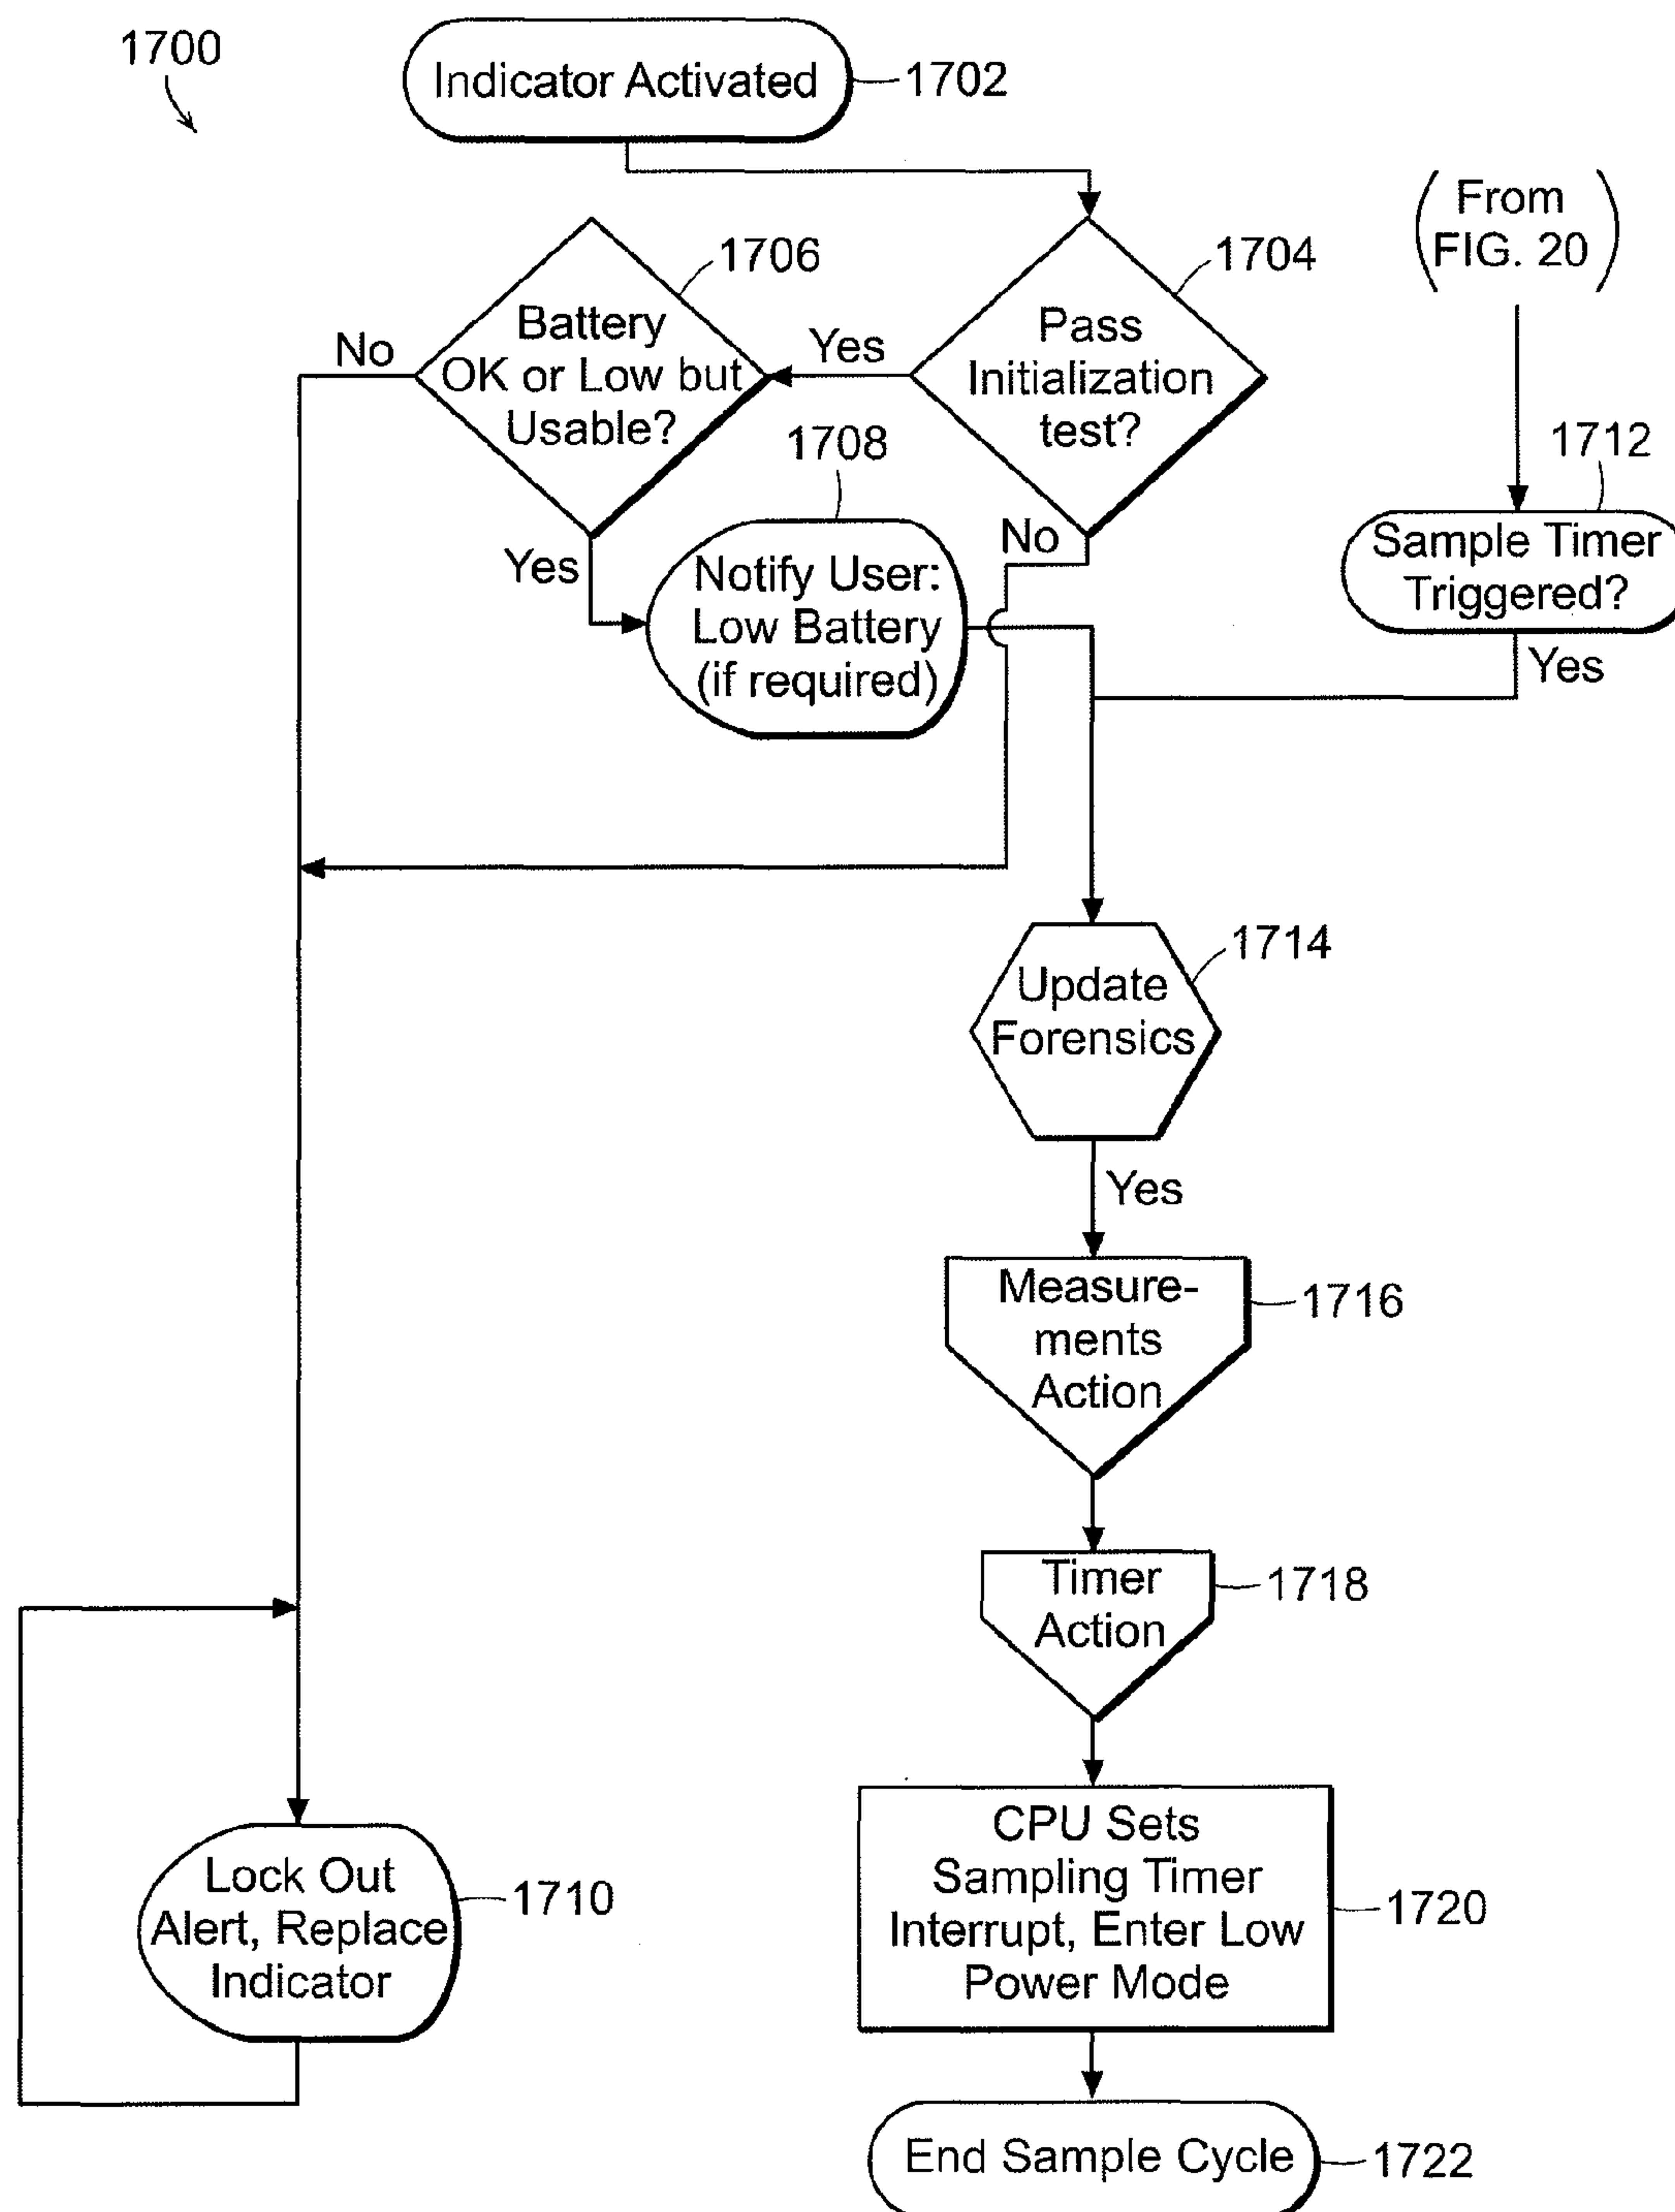 1700
Indicator Activated
1702
From
FIG. 20
1706
1704
Battery
OK or Low but
Usable?
No
Yes
Pass
Initialization
test?
1708
1712
Yes
Notify User:
Low Battery
(if required)
No
Sample Timer
Triggered?
Yes
1714
Update
Forensics
Yes
Measure-
ments
Action
1716
Timer
Action
1718
CPU Sets
Sampling Timer
Interrupt, Enter Low
Power Mode
1720
Lock Out
Alert, Replace
Indicator
1710
End Sample Cycle
1722